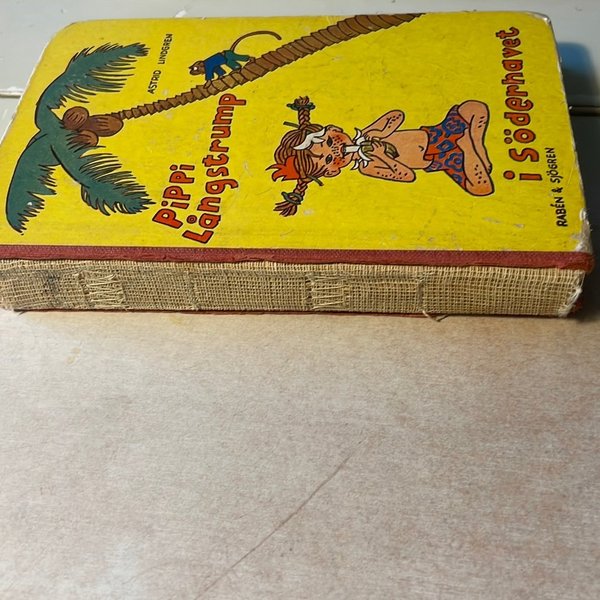 ASTRID LINDGREN
PiPPi
Långstrump
i söderhavet
RABÉN & SJÖGREN